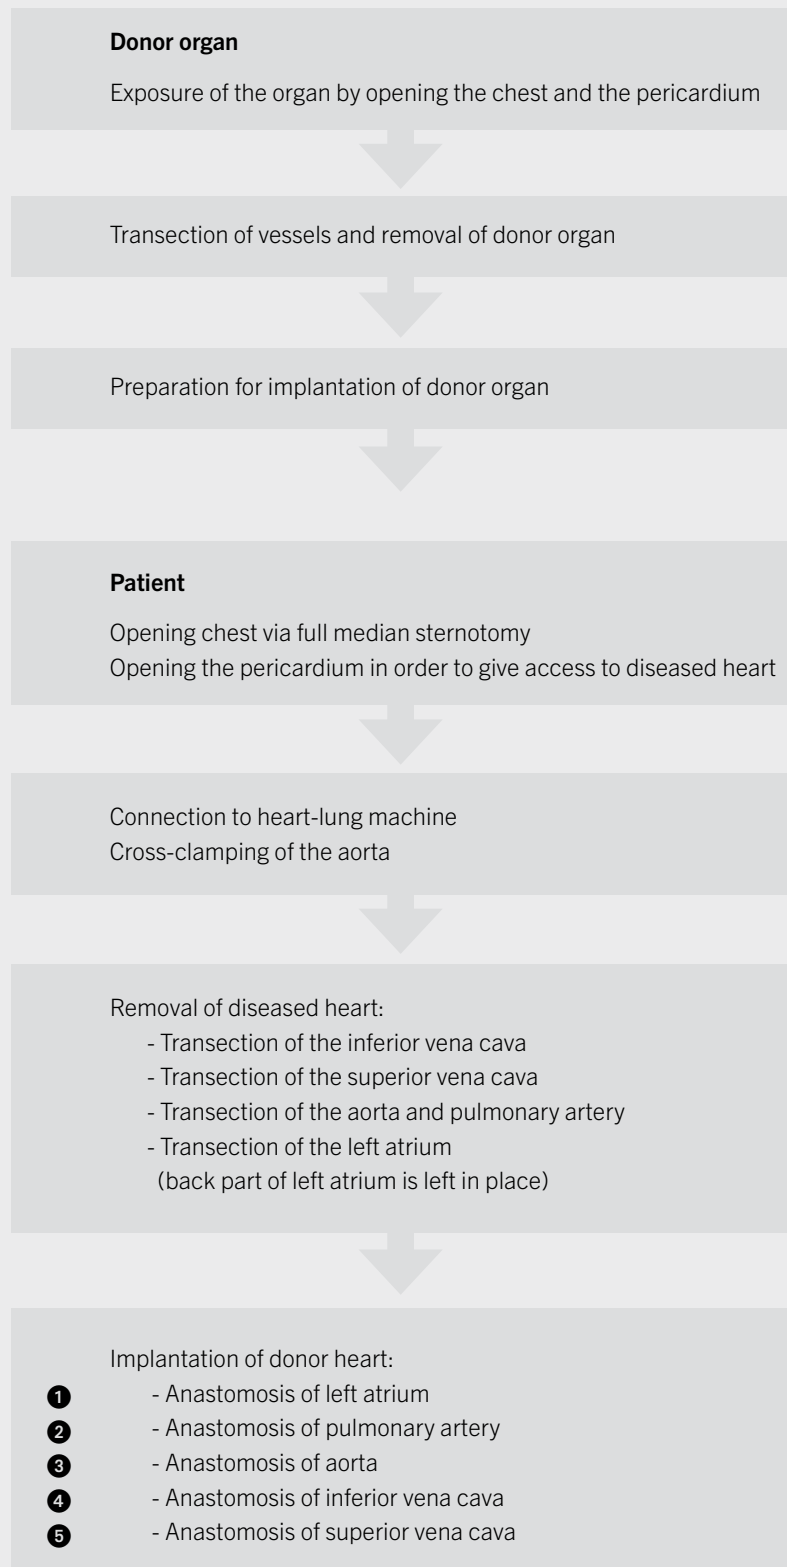 Donor organ
Exposure of the organ by opening the chest and the pericardium
Transection of vessels and removal of donor organ
Preparation for implantation of donor organ
Patient
Opening chest via full median sternotomy
Opening the pericardium in order to give access to diseased heart
Connection to heart-lung machine
Cross-clamping of the aorta
Removal of diseased heart:
- Transection of the inferior vena cava
- Transection of the superior vena cava
- Transection of the aorta and pulmonary artery
- Transection of the left atrium
(back part of left atrium is left in place)
Implantation of donor heart:
❶ - Anastomosis of left atrium
❷ - Anastomosis of pulmonary artery
❸ - Anastomosis of aorta
❹ - Anastomosis of inferior vena cava
❺ - Anastomosis of superior vena cava